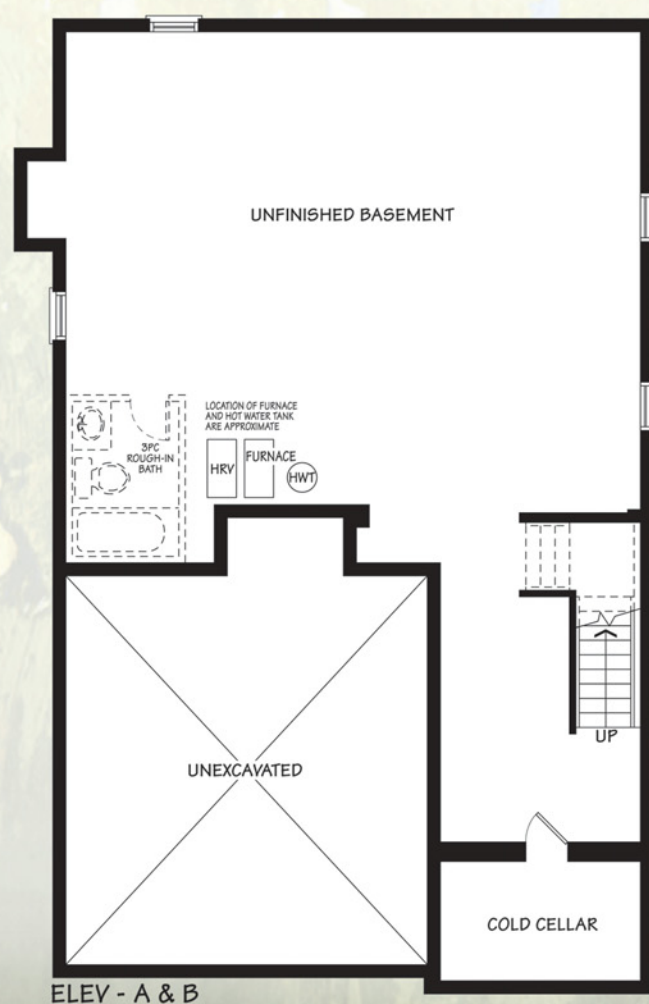 UNFINISHED BASEMENT
LOCATION OF FURNACE
AND HOT WATER TANK
ARE APPROXIMATE
3PC
ROUGH-IN
BATH
HRV
FURNACE
HWT
UP
UNEXCAVATED
COLD CELLAR
ELEV - A & B